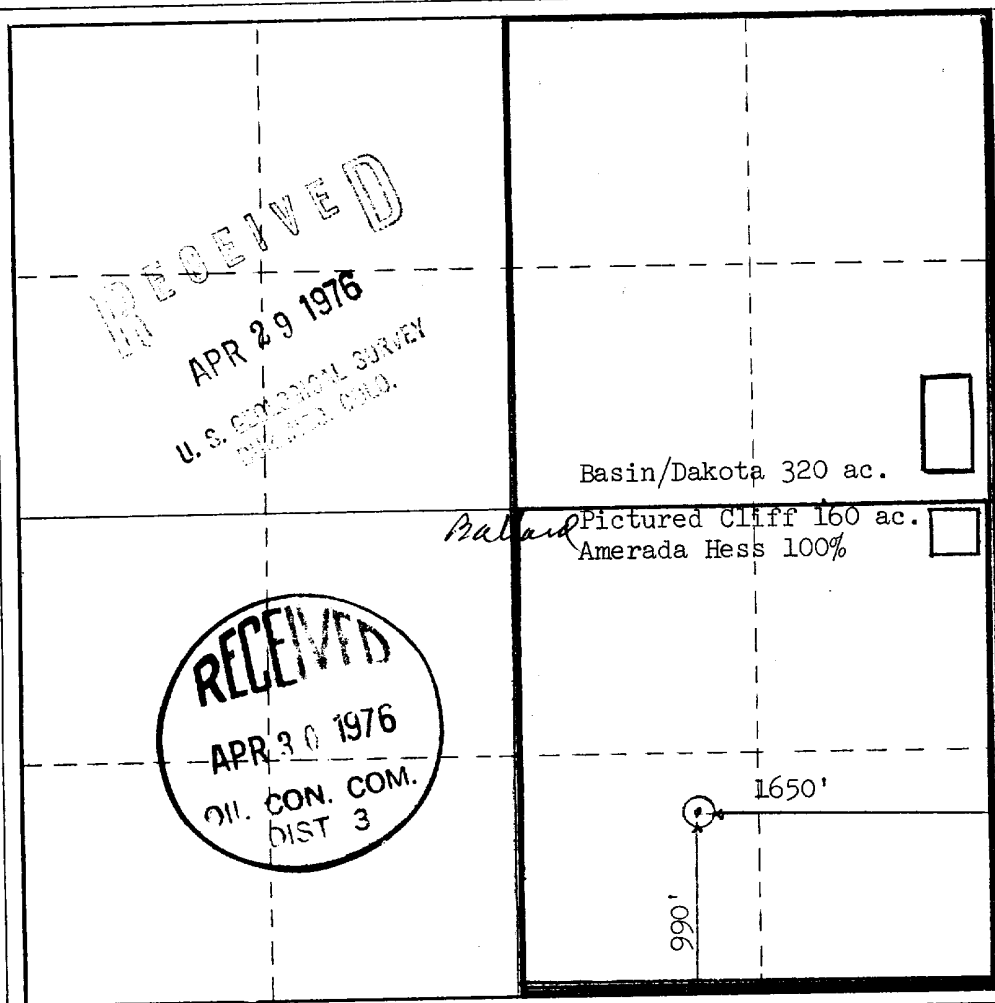 RECEIVED
APR 29 1976
U. S. GEOLOGICAL SURVEY
COLO.
Basin/Dakota 320 ac.
Ballard Pictured Cliff 160 ac.
Amerada Hess 100%
RECEIVED
APR 30 1976
OIL CON. COM.
DIST 3
1650'
990'